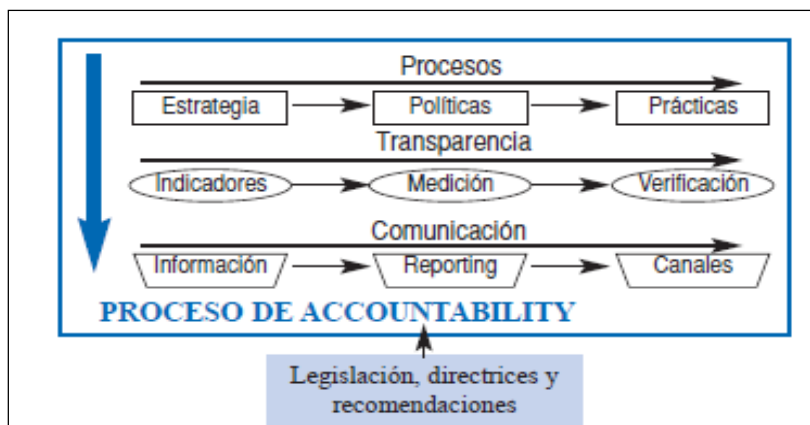 Procesos
Estrategia Políticas Prácticas
Transparencia
Indicadores Medición Verificación
Comunicación
Información Reporting Canales
PROCESO DE ACCOUNTABILITY
Legislación, directrices y
recomendaciones